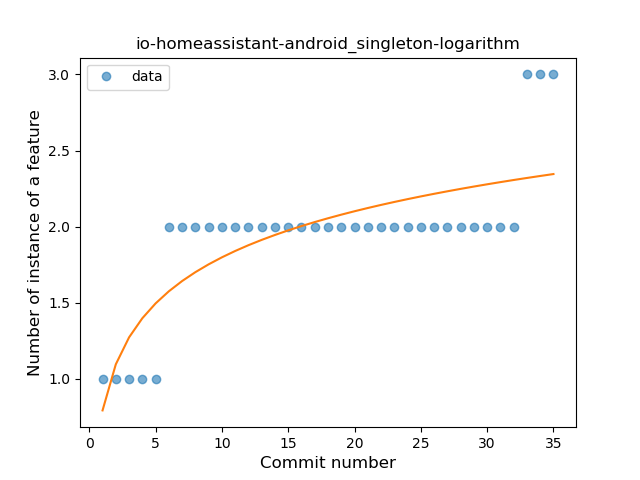 io-homeassistant-android_singleton-logarithm
data
Number of instance of a feature
3.0
2.5
2.0
1.5
1.0
0 5 10 15 20 25 30 35
Commit number